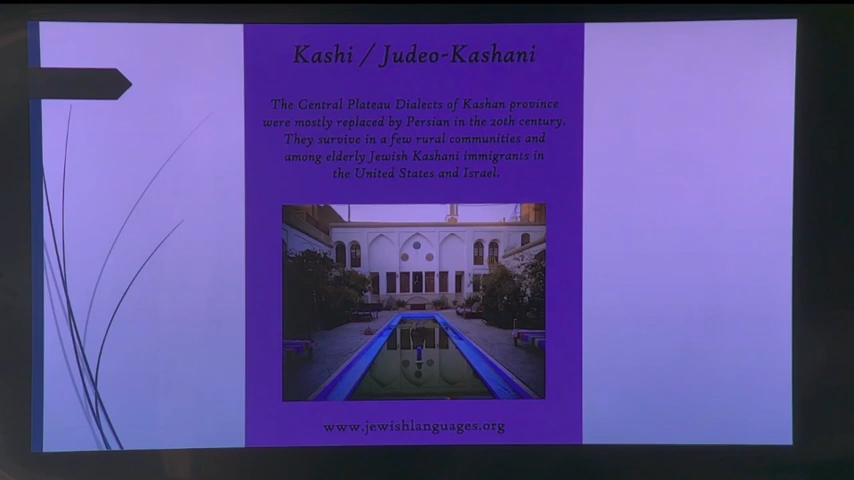 Kashi / Judeo-Kashani
The Central Plateau Dialects of Kashan province
were mostly replaced by Persian in the 20th century.
They survive in a few rural communities and
among elderly Jewish Kashani immigrants in
the United States and Israel.
www.jewishlanguages.org